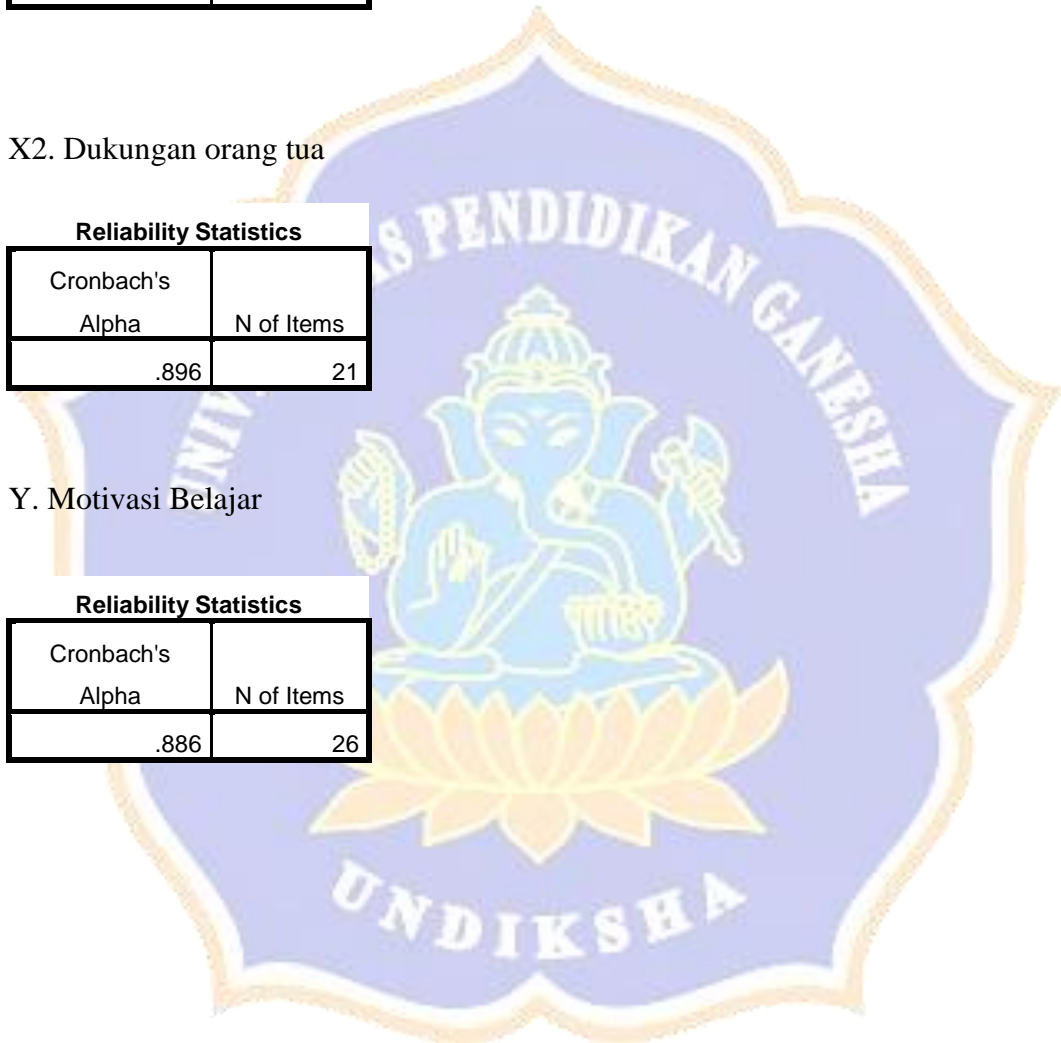 X2. Dukungan orang tua
Reliability Statistics
Cronbach's
Alpha N of Items
.896 21
Y. Motivasi Belajar
Reliability Statistics
Cronbach's
Alpha N of Items
.886 26
PENDIDIKAN GANESHA
UNDIKSHA